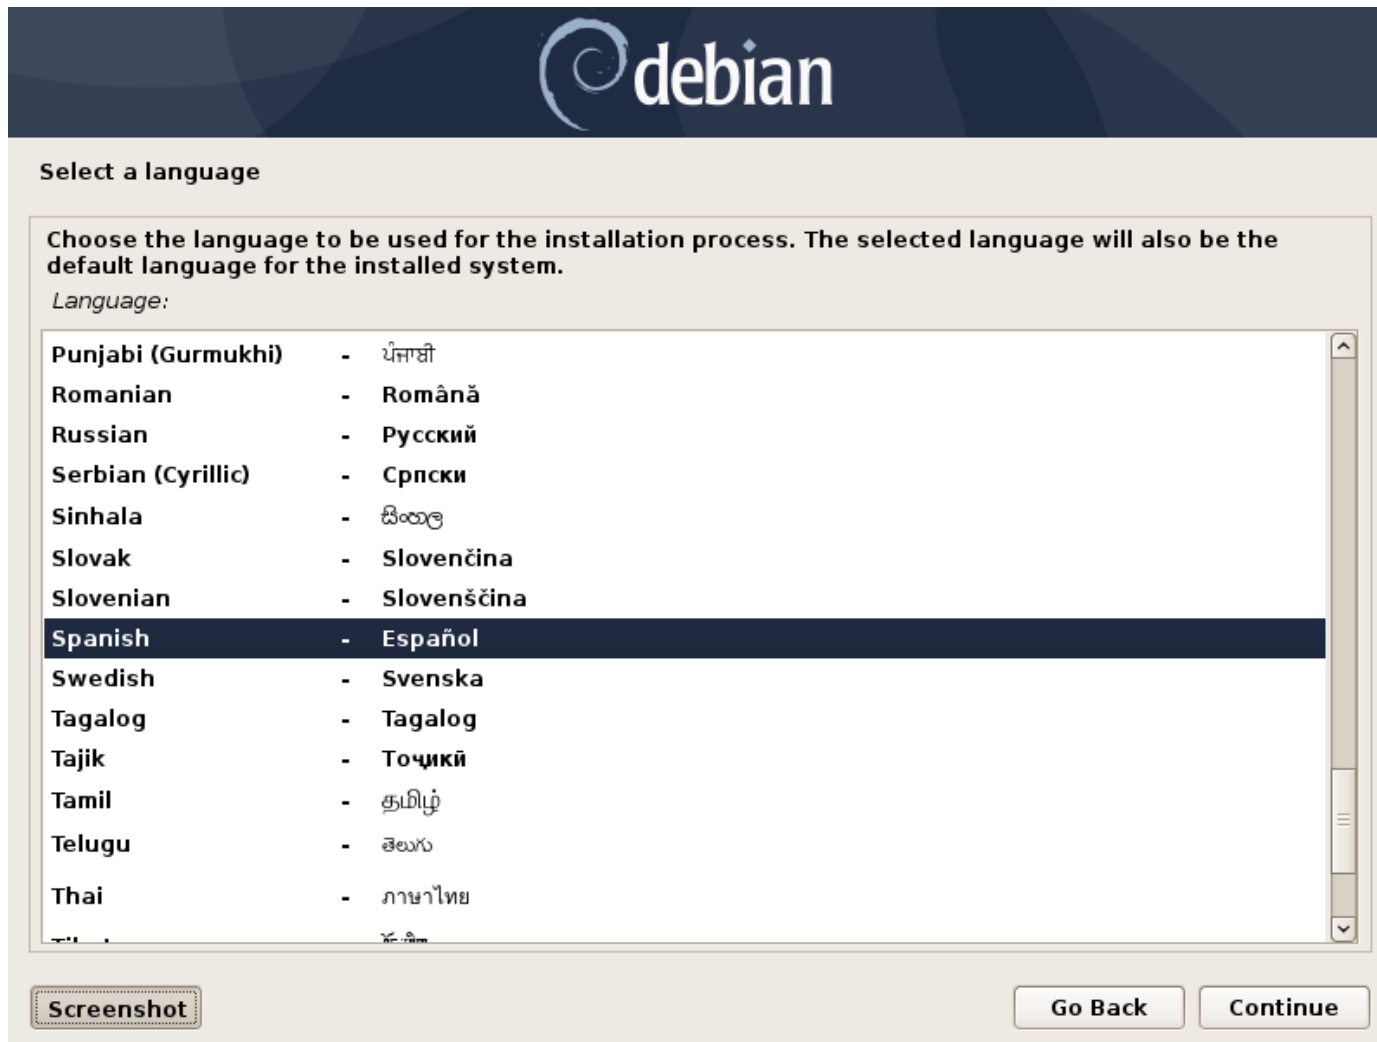 debian
Select a language
Choose the language to be used for the installation process. The selected language will also be the
default language for the installed system.
Language:
Punjabi (Gurmukhi) - ਪੰਜਾਬੀ
Romanian - Română
Russian - Русский
Serbian (Cyrillic) - Српски
Sinhala - සිංහල
Slovak - Slovenčina
Slovenian - Slovenščina
Spanish - Español
Swedish - Svenska
Tagalog - Tagalog
Tajik - Тоҷикӣ
Tamil - தமிழ்
Telugu - తెలుగు
Thai - ภาษาไทย
Screenshot Go Back Continue